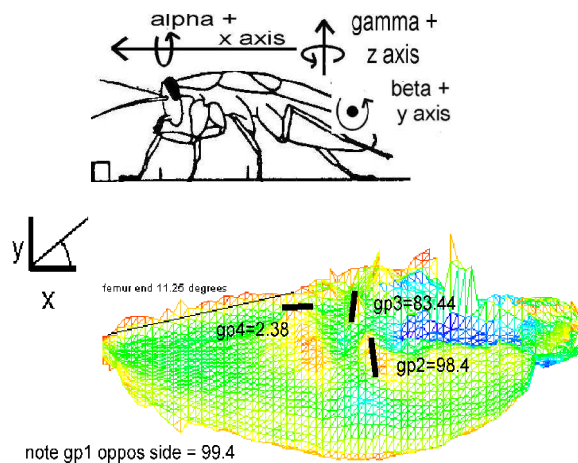 alpha +
x axis
gamma +
z axis
beta +
y axis
y
x
femur end 11.25 degrees
gp3=83.44
gp4=2.38
gp2=98.4
note gp1 oppos side = 99.4